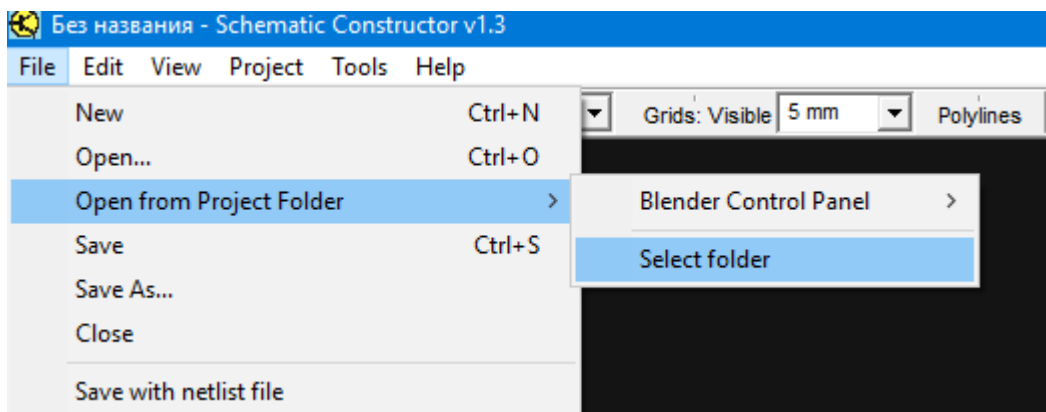 Без названия - Schematic Constructor v1.3
File Edit View Project Tools Help
New Ctrl+N
Grids: Visible 5 mm Polylines
Open... Ctrl+O
Open from Project Folder >
Blender Control Panel >
Save Ctrl+S
Select folder
Save As...
Close
Save with netlist file